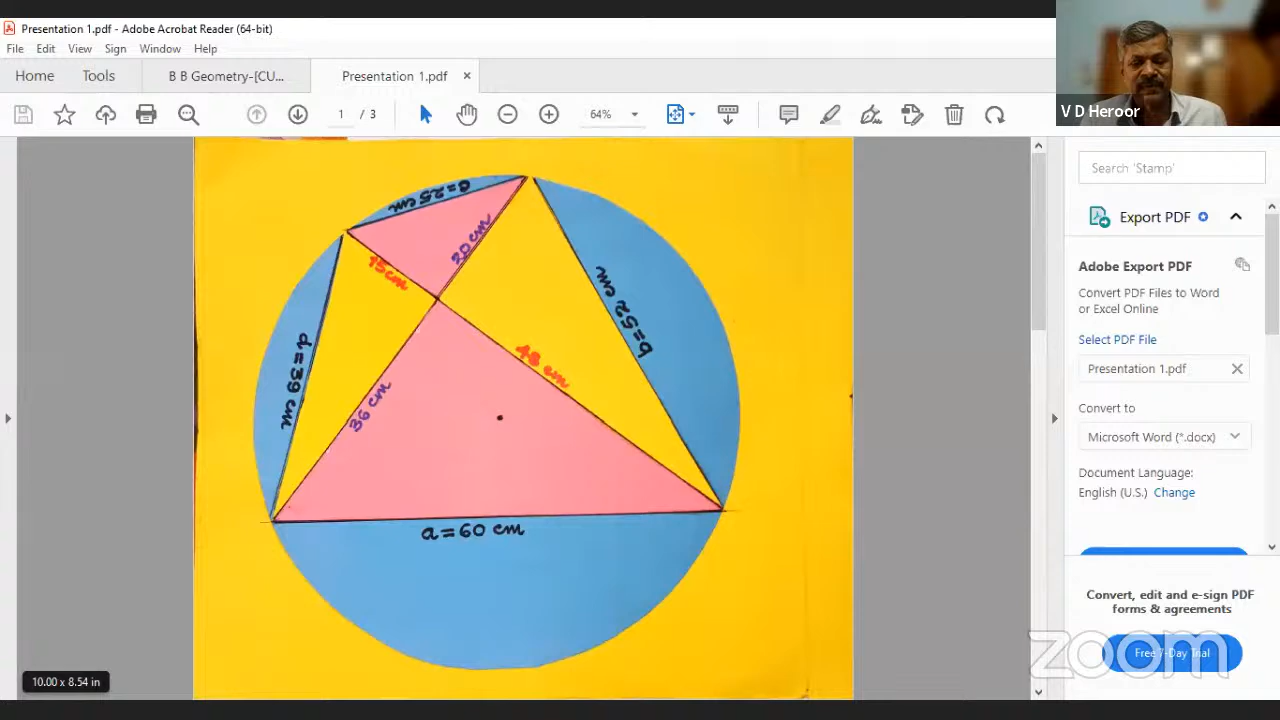 Presentation 1.pdf - Adobe Acrobat Reader (64-bit)
File Edit View Sign Window Help
Home Tools B B Geometry-[CU... Presentation 1.pdf ×
1 / 3 64%
V D Heroor
Search 'Stamp'
Export PDF
Adobe Export PDF
Convert PDF Files to Word
or Excel Online
Select PDF File
Presentation 1.pdf
Convert to
Microsoft Word (*.docx)
Document Language:
English (U.S.) Change
Convert, edit and e-sign PDF
forms & agreements
Free 7-Day Trial
zoom
c=25 cm
20 cm
15cm
b=52 cm
d=39 cm
48 cm
36 cm
a=60 cm
10.00 x 8.54 in